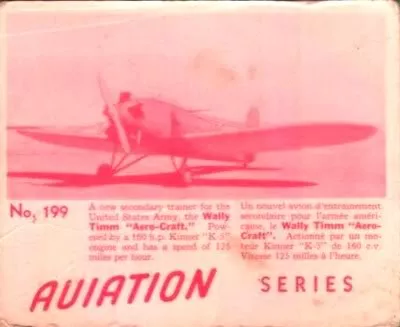 No, 199
A new secondary trainer for the
United States Army, the Wally
Timm "Aero-Craft." Pow-
ered by a 160 h.p. Kinner "K-5"
engine and has a speed of 125
miles per hour.
Un nouvel avion d'entrainement
secondaire pour l'armée améri-
caine, le Wally Timm "Aero-
Craft". Actionné par un mo-
teur Kinner "K-5" de 160 c.v.
Vitesse 125 milles à l'heure.
AVIATION SERIES